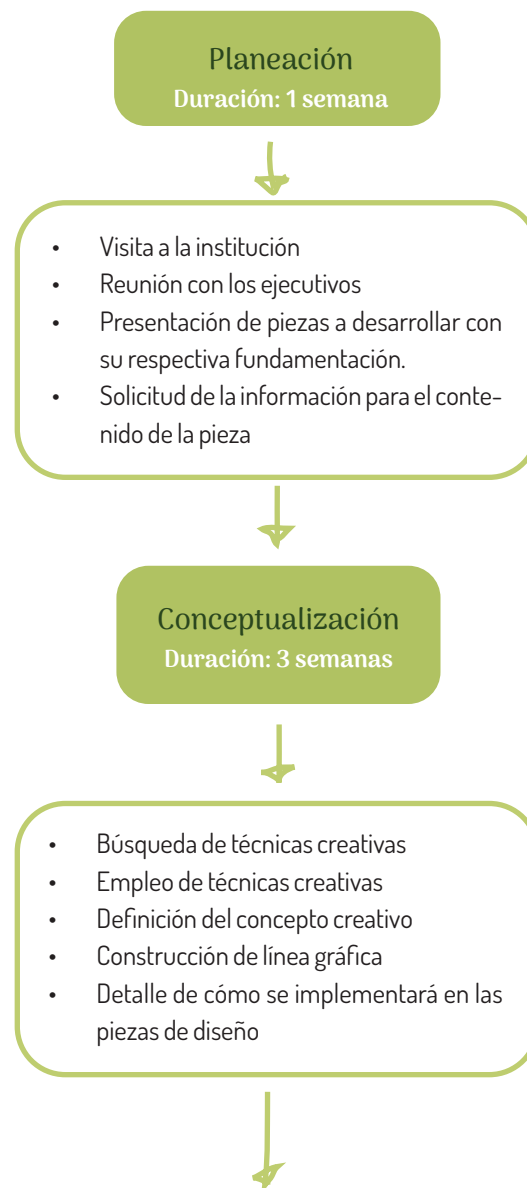 Planeación
Duración: 1 semana
• Visita a la institución
• Reunión con los ejecutivos
• Presentación de piezas a desarrollar con
su respectiva fundamentación.
• Solicitud de la información para el conte-
nido de la pieza
Conceptualización
Duración: 3 semanas
• Búsqueda de técnicas creativas
• Empleo de técnicas creativas
• Definición del concepto creativo
• Construcción de línea gráfica
• Detalle de cómo se implementará en las
piezas de diseño